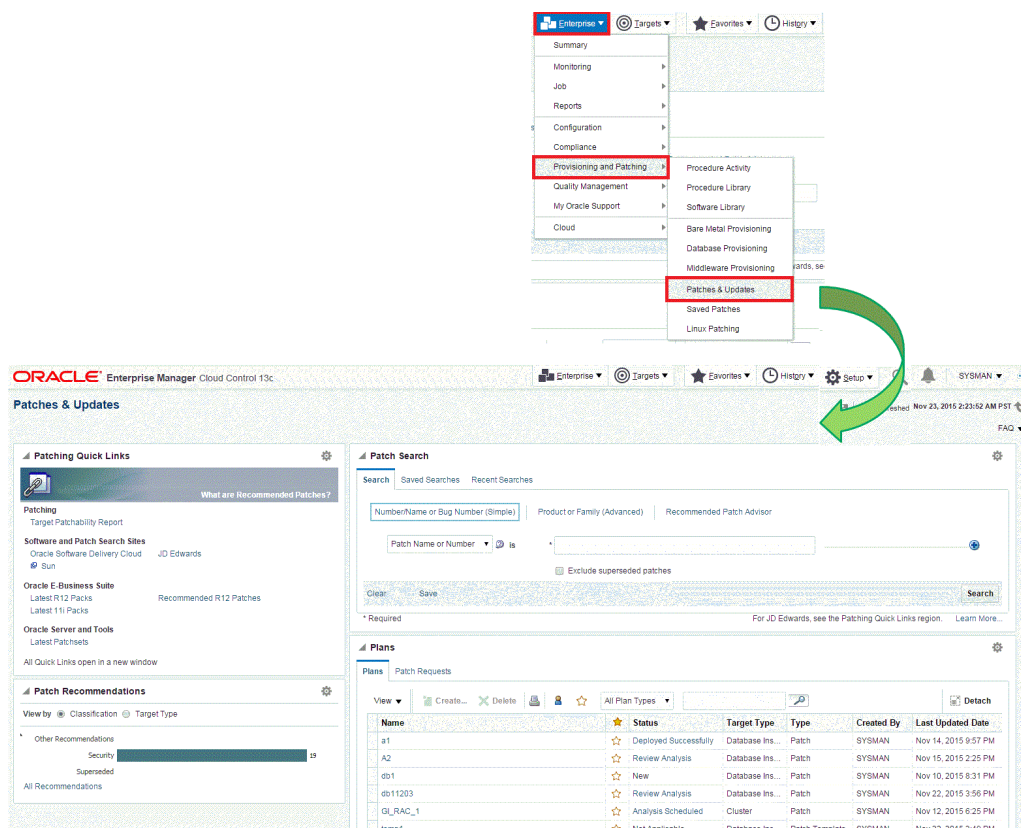 Enterprise Targets Favorites History
Summary
Monitoring
Job
Reports
Configuration
Compliance
Provisioning and Patching
Quality Management
My Oracle Support
Cloud
Procedure Activity
Procedure Library
Software Library
Bare Metal Provisioning
Database Provisioning
Middleware Provisioning
Patches & Updates
Saved Patches
Linux Patching
ORACLE Enterprise Manager Cloud Control 13c
Enterprise Targets Favorites History Setup SYSMAN
Patches & Updates
Nov 23, 2015 2:23:52 AM PST
FAQ
Patching Quick Links
What are Recommended Patches?
Patching
Target Patchability Report
Software and Patch Search Sites
Oracle Software Delivery Cloud JD Edwards
Sun
Oracle E-Business Suite
Latest R12 Packs Recommended R12 Patches
Latest 11i Packs
Oracle Server and Tools
Latest Patchsets
All Quick Links open in a new window
Patch Recommendations
View by Classification Target Type
Other Recommendations
Security 19
Superseded
All Recommendations
Patch Search
Search Saved Searches Recent Searches
Number/Name or Bug Number (Simple) Product or Family (Advanced) Recommended Patch Advisor
Patch Name or Number is *
Exclude superseded patches
Clear Save Search
* Required For JD Edwards, see the Patching Quick Links region. Learn More...
Plans
Plans Patch Requests
View Create... Delete All Plan Types Detach
Name Status Target Type Type Created By Last Updated Date
a1 Deployed Successfully Database Ins... Patch SYSMAN Nov 14, 2015 9:57 PM
A2 Review Analysis Database Ins... Patch SYSMAN Nov 15, 2015 2:25 PM
db1 New Database Ins... Patch SYSMAN Nov 10, 2015 8:31 PM
db11203 Review Analysis Database Ins... Patch SYSMAN Nov 22, 2015 3:56 PM
GI_RAC_1 Analysis Scheduled Cluster Patch SYSMAN Nov 12, 2015 6:25 PM